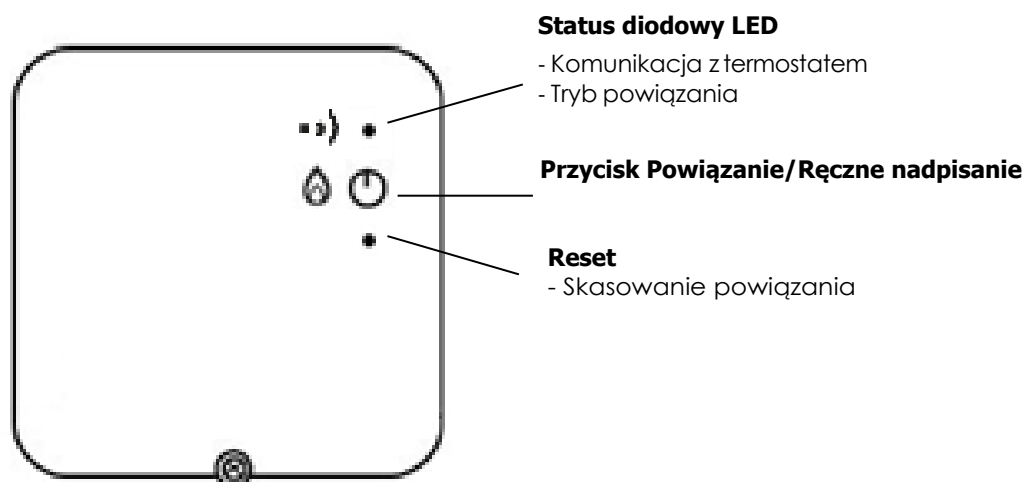 Status diodowy LED
- Komunikacja z termostatem
- Tryb powiązania
Przycisk Powiązanie/Ręczne nadpisanie
Reset
- Skasowanie powiązania